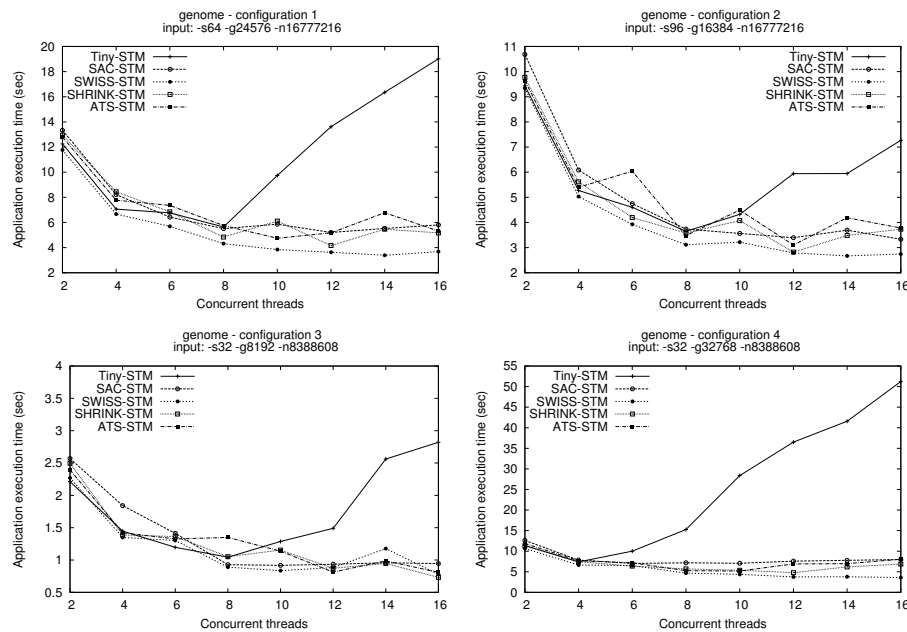 genome - configuration 1
input: -s64 -g24576 -n16777216
Application execution time (sec)
20
18
16
14
12
10
8
6
4
2
Tiny-STM
SAC-STM
SWISS-STM
SHRINK-STM
ATS-STM
2 4 6 8 10 12 14 16
Concurrent threads
genome - configuration 2
input: -s96 -g16384 -n16777216
Application execution time (sec)
11
10
9
8
7
6
5
4
3
2
Tiny-STM
SAC-STM
SWISS-STM
SHRINK-STM
ATS-STM
2 4 6 8 10 12 14 16
Concurrent threads
genome - configuration 3
input: -s32 -g8192 -n8388608
Application execution time (sec)
4
3.5
3
2.5
2
1.5
1
0.5
Tiny-STM
SAC-STM
SWISS-STM
SHRINK-STM
ATS-STM
2 4 6 8 10 12 14 16
Concurrent threads
genome - configuration 4
input: -s32 -g32768 -n8388608
Application execution time (sec)
55
50
45
40
35
30
25
20
15
10
5
0
Tiny-STM
SAC-STM
SWISS-STM
SHRINK-STM
ATS-STM
2 4 6 8 10 12 14 16
Concurrent threads